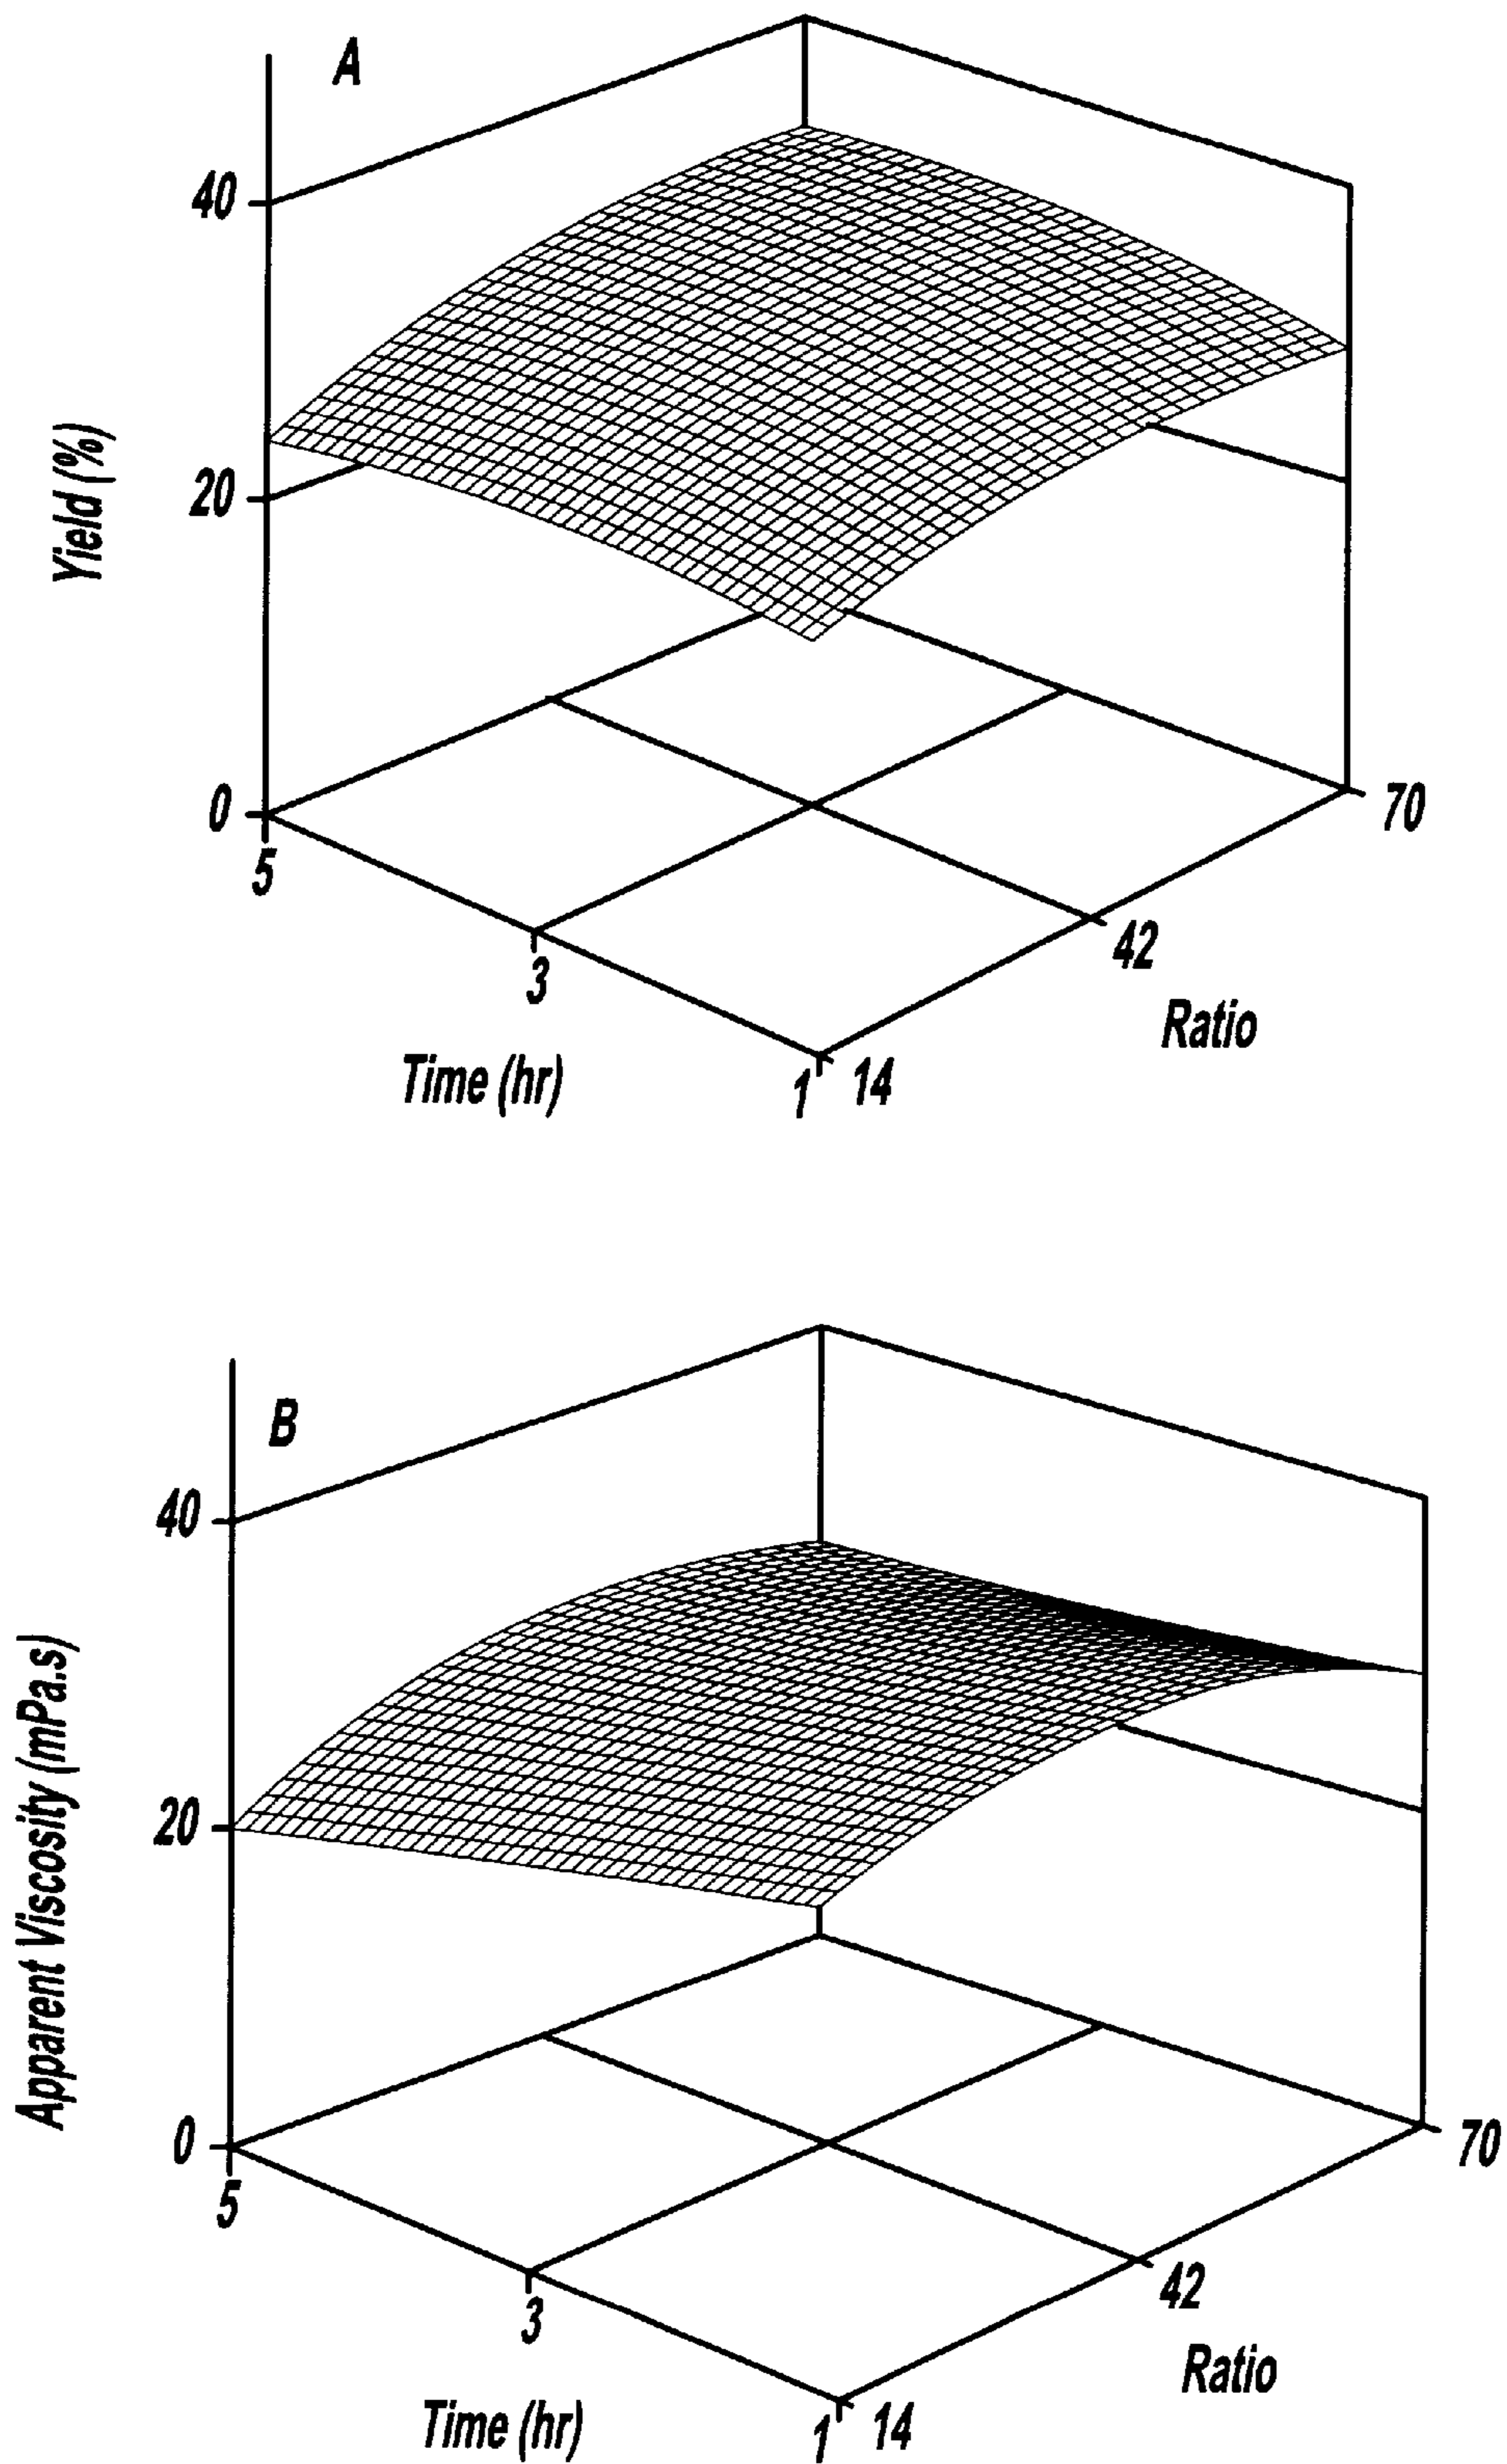 A
40
20
0
Yield (%)
5
3
1
Time (hr)
14
42
70
Ratio
B
40
20
0
Apparent Viscosity (mPa.s)
5
3
1
Time (hr)
14
42
70
Ratio